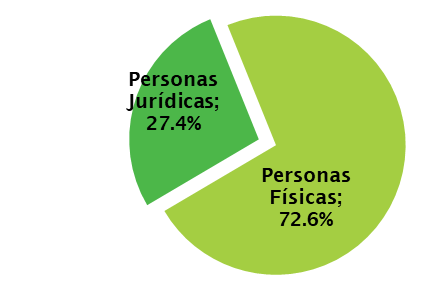 Personas
Jurídicas;
27.4%
Personas
Físicas;
72.6%